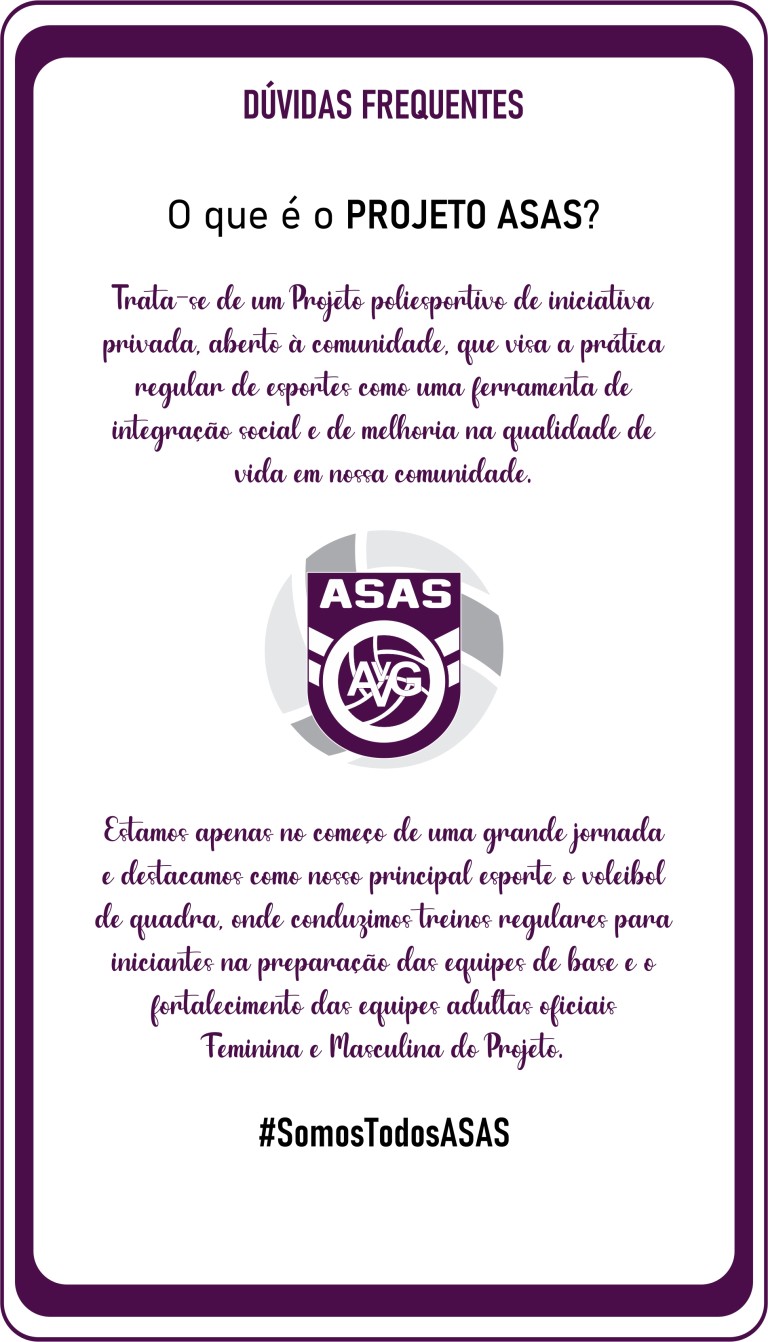 DÚVIDAS FREQUENTES
O que é o PROJETO ASAS?
Trata-se de um Projeto poliesportivo de iniciativa
privada, aberto à comunidade, que visa a prática
regular de esportes como uma ferramenta de
integração social e de melhoria na qualidade de
vida em nossa comunidade.
ASAS
AVG
Estamos apenas no começo de uma grande jornada
e destacamos como nosso principal esporte o voleibol
de quadra, onde conduzimos treinos regulares para
iniciantes na preparação das equipes de base e o
fortalecimento das equipes adultas oficiais
Feminina e Masculina do Projeto.
#SomosTodosASAS